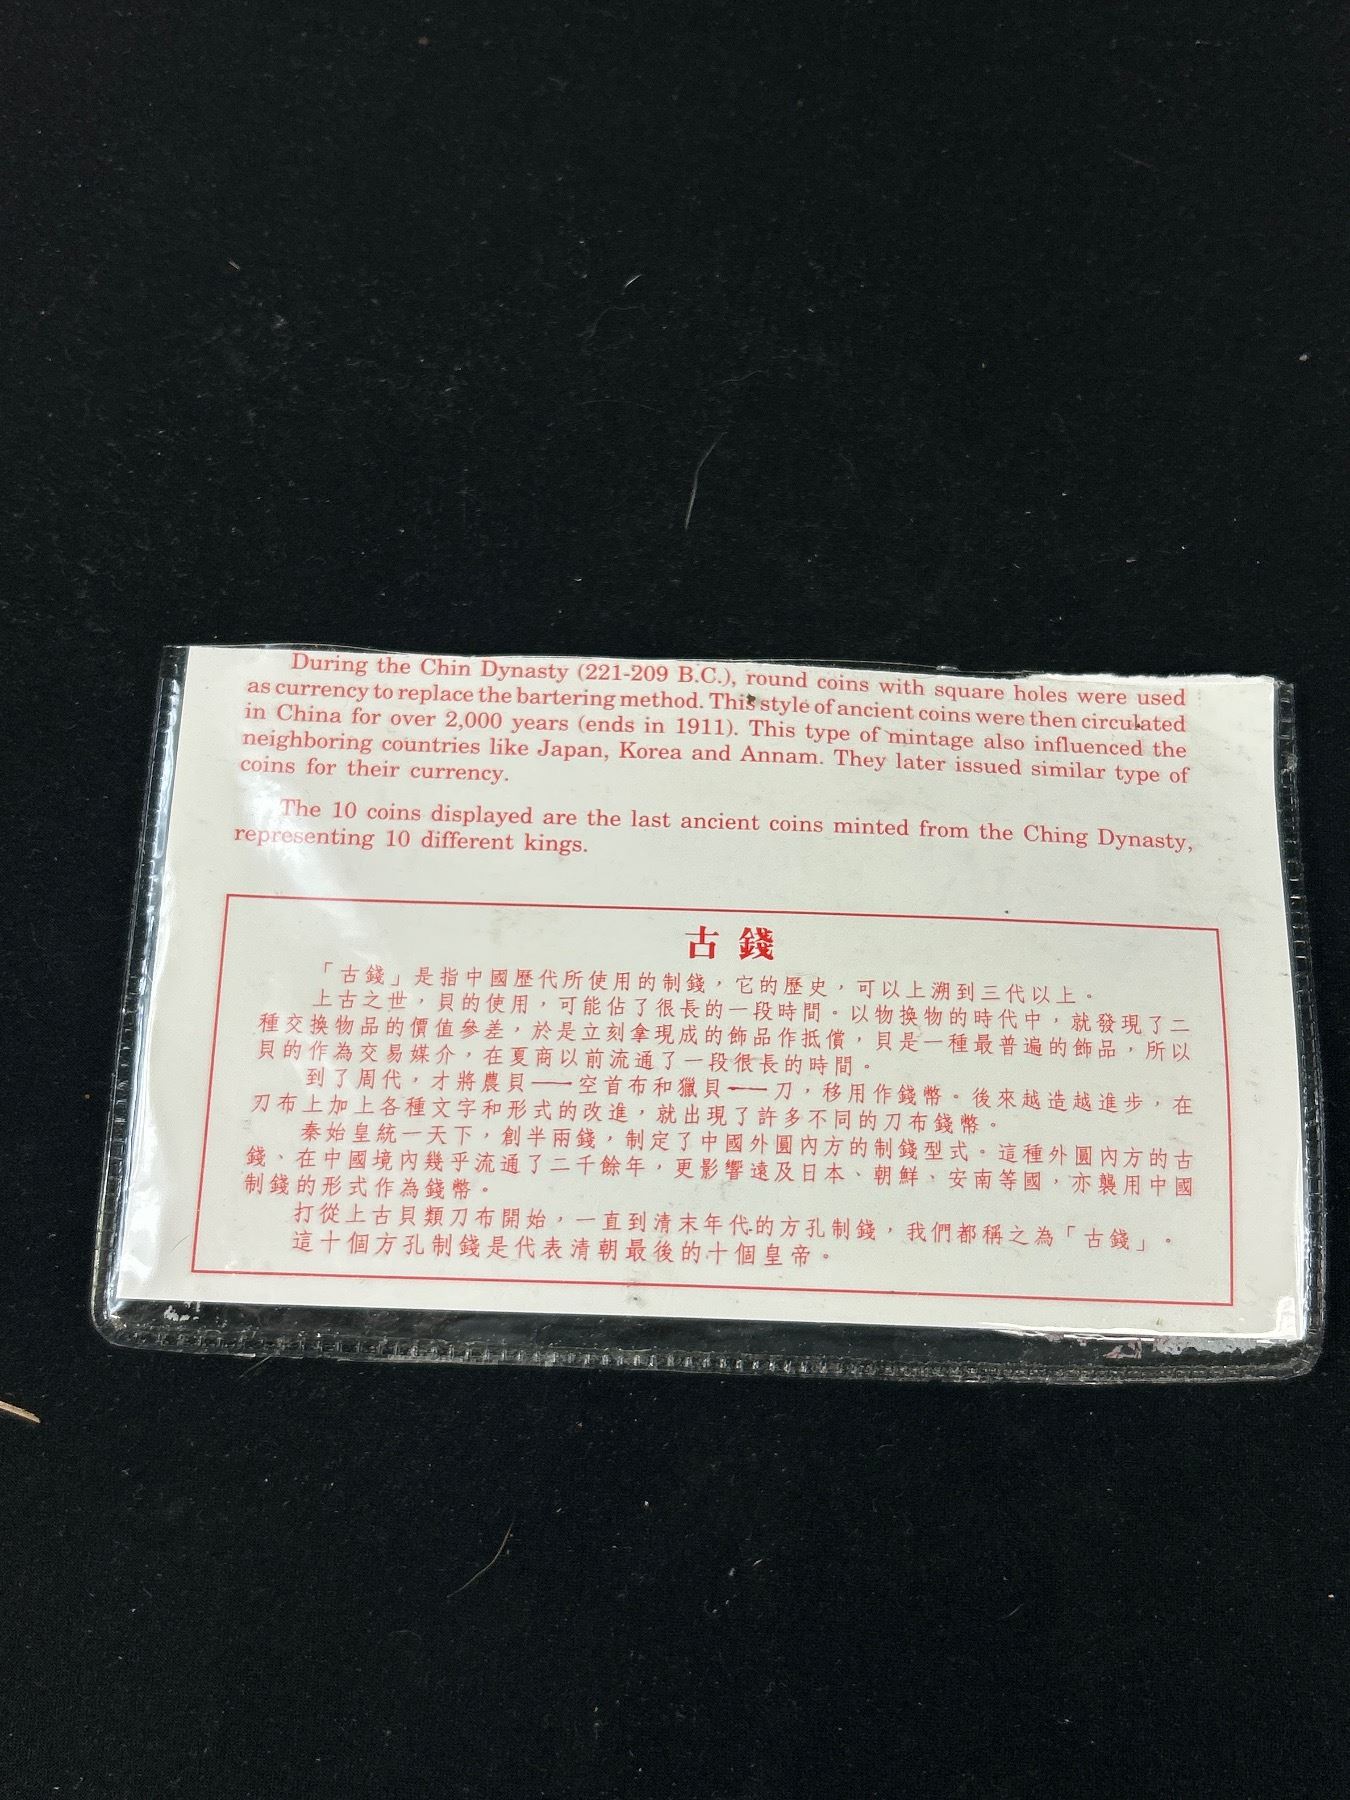 During the Chin Dynasty (221-209 B.C.), round coins with square holes were used
as currency to replace the bartering method. This style of ancient coins were then circulated
in China for over 2,000 years (ends in 1911). This type of mintage also influenced the
neighboring countries like Japan, Korea and Annam. They later issued similar type of
coins for their currency.
The 10 coins displayed are the last ancient coins minted from the Ching Dynasty,
representing 10 different kings.
古錢
「古錢」是指中國歷代所使用的制錢，它的歷史，可以上溯到三代以上。
上古之世，貝的使用，可能佔了很長的一段時間。以物換物的時代中，就發現了二
種交換物品的價值參差，於是立刻拿現成的飾品作抵償，貝是一種最普遍的飾品，所以
貝的作為交易媒介，在夏商以前流通了一段很長的時間。
到了周代，才將農貝——空首布和獵貝——刀，移用作錢幣。後來越造越進步，在
刃布上加上各種文字和形式的改進，就出現了許多不同的刀布錢幣。
秦始皇統一天下，創半兩錢，制定了中國外圓內方的制錢型式。這種外圓內方的古
錢、在中國境內幾乎流通了二千餘年，更影響遠及日本、朝鮮、安南等國，亦襲用中國
制錢的形式作為錢幣。
打從上古貝類刀布開始，一直到清末年代的方孔制錢，我們都稱之為「古錢」。
這十個方孔制錢是代表清朝最後的十個皇帝。